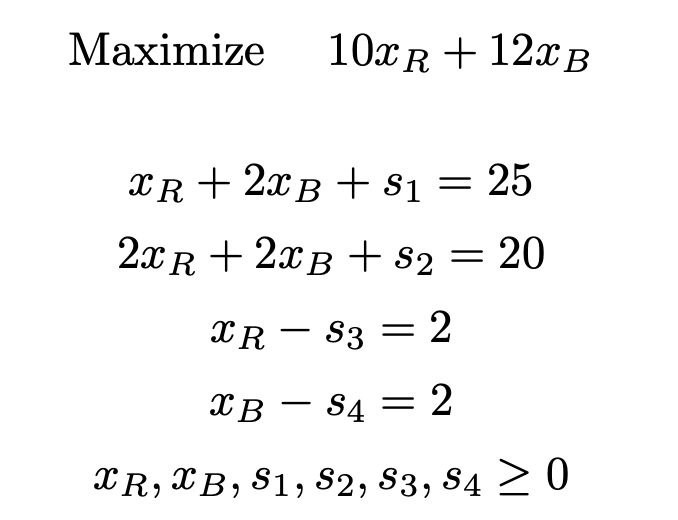 Maximize 10x_R + 12x_B
x_R + 2x_B + s_1 = 25
2x_R + 2x_B + s_2 = 20
x_R − s_3 = 2
x_B − s_4 = 2
x_R, x_B, s_1, s_2, s_3, s_4 ≥ 0